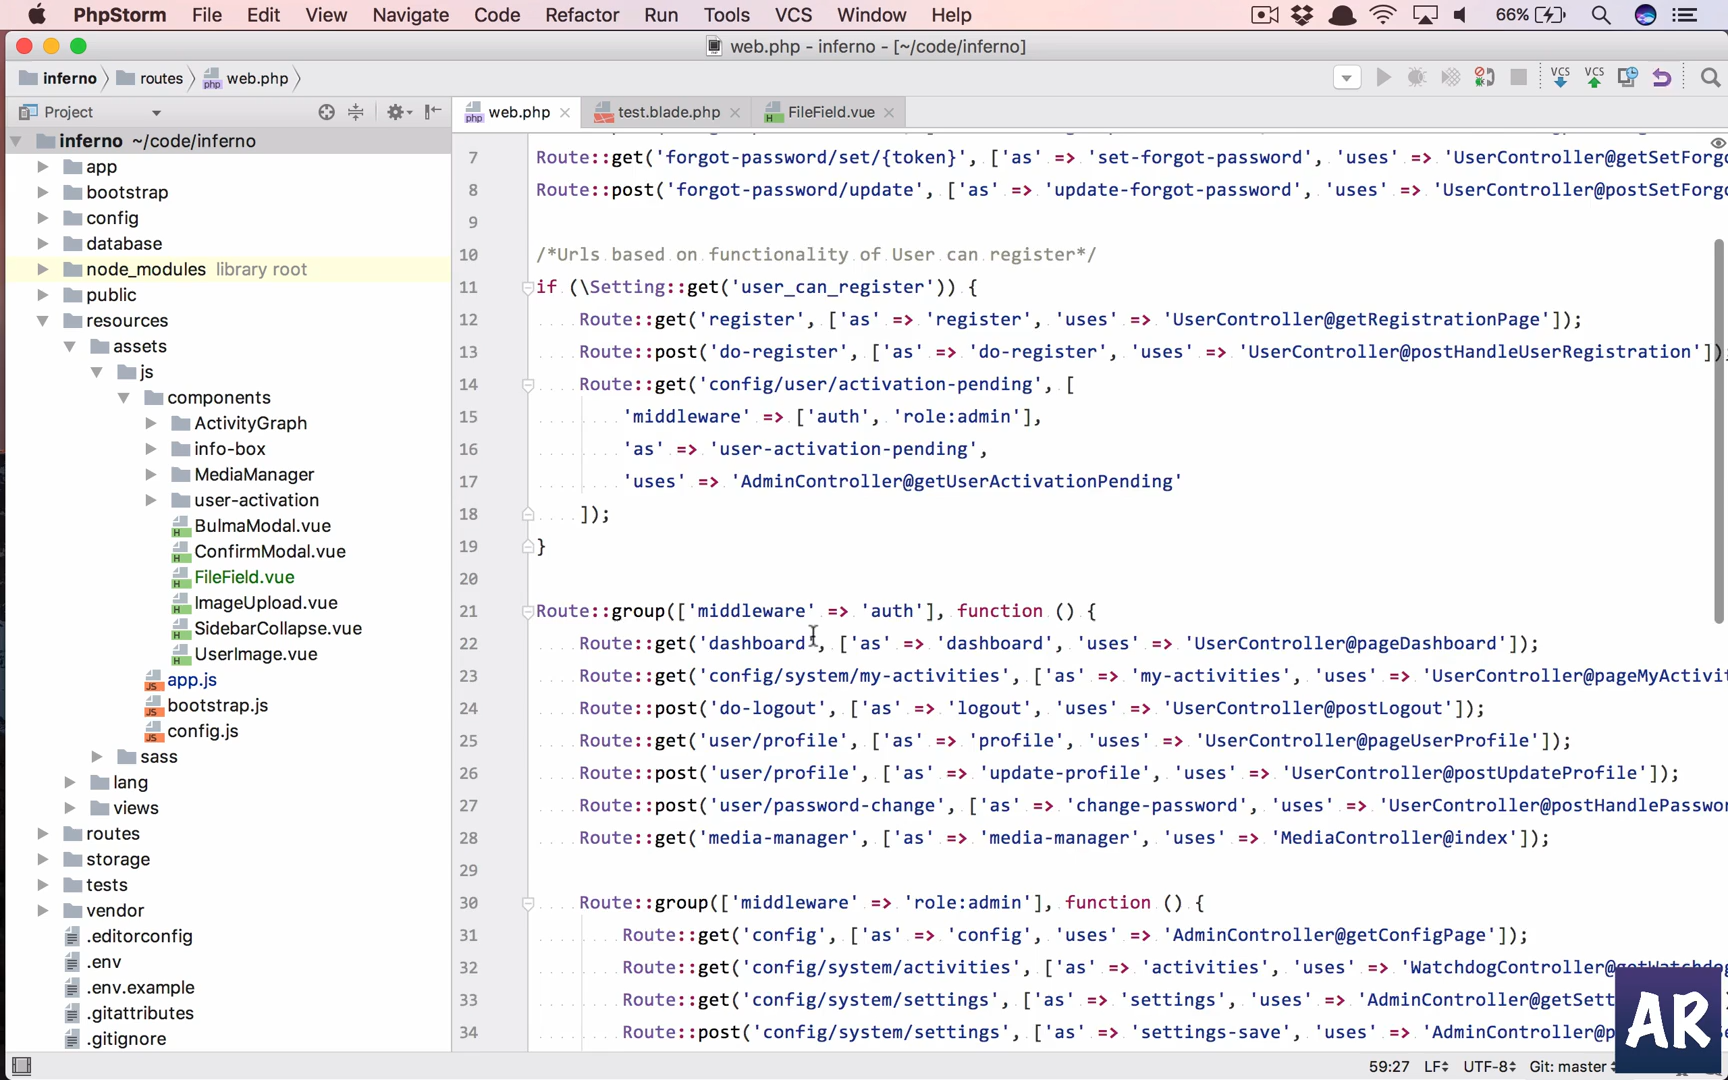 PhpStorm File Edit View Navigate Code Refactor Run Tools VCS Window Help 66%
web.php - inferno - [~/code/inferno]
inferno routes web.php
VCS VCS
Project
web.php test.blade.php FileField.vue
inferno ~/code/inferno
app
bootstrap
config
database
node_modules library root
public
resources
assets
js
components
ActivityGraph
info-box
MediaManager
user-activation
BulmaModal.vue
ConfirmModal.vue
FileField.vue
ImageUpload.vue
SidebarCollapse.vue
UserImage.vue
app.js
bootstrap.js
config.js
sass
lang
views
routes
storage
tests
vendor
.editorconfig
.env
.env.example
.gitattributes
.gitignore
7 Route::get('forgot-password/set/{token}', ['as' => 'set-forgot-password', 'uses' => 'UserController@getSetForgo
8 Route::post('forgot-password/update', ['as' => 'update-forgot-password', 'uses' => 'UserController@postSetForgo
9
10 /*Urls based on functionality of User can register*/
11 if (\Setting::get('user_can_register')) {
12 Route::get('register', ['as' => 'register', 'uses' => 'UserController@getRegistrationPage']);
13 Route::post('do-register', ['as' => 'do-register', 'uses' => 'UserController@postHandleUserRegistration']);
14 Route::get('config/user/activation-pending', [
15 'middleware' => ['auth', 'role:admin'],
16 'as' => 'user-activation-pending',
17 'uses' => 'AdminController@getUserActivationPending'
18 ]);
19 }
20
21 Route::group(['middleware' => 'auth'], function () {
22 Route::get('dashboard', ['as' => 'dashboard', 'uses' => 'UserController@pageDashboard']);
23 Route::get('config/system/my-activities', ['as' => 'my-activities', 'uses' => 'UserController@pageMyActivit
24 Route::post('do-logout', ['as' => 'logout', 'uses' => 'UserController@postLogout']);
25 Route::get('user/profile', ['as' => 'profile', 'uses' => 'UserController@pageUserProfile']);
26 Route::post('user/profile', ['as' => 'update-profile', 'uses' => 'UserController@postUpdateProfile']);
27 Route::post('user/password-change', ['as' => 'change-password', 'uses' => 'UserController@postHandlePasswo
28 Route::get('media-manager', ['as' => 'media-manager', 'uses' => 'MediaController@index']);
29
30 Route::group(['middleware' => 'role:admin'], function () {
31 Route::get('config', ['as' => 'config', 'uses' => 'AdminController@getConfigPage']);
32 Route::get('config/system/activities', ['as' => 'activities', 'uses' => 'WatchdogController@getWatchdog
33 Route::get('config/system/settings', ['as' => 'settings', 'uses' => 'AdminController@getSett
34 Route::post('config/system/settings', ['as' => 'settings-save', 'uses' => 'AdminController@p
AR
59:27 LF UTF-8 Git: master